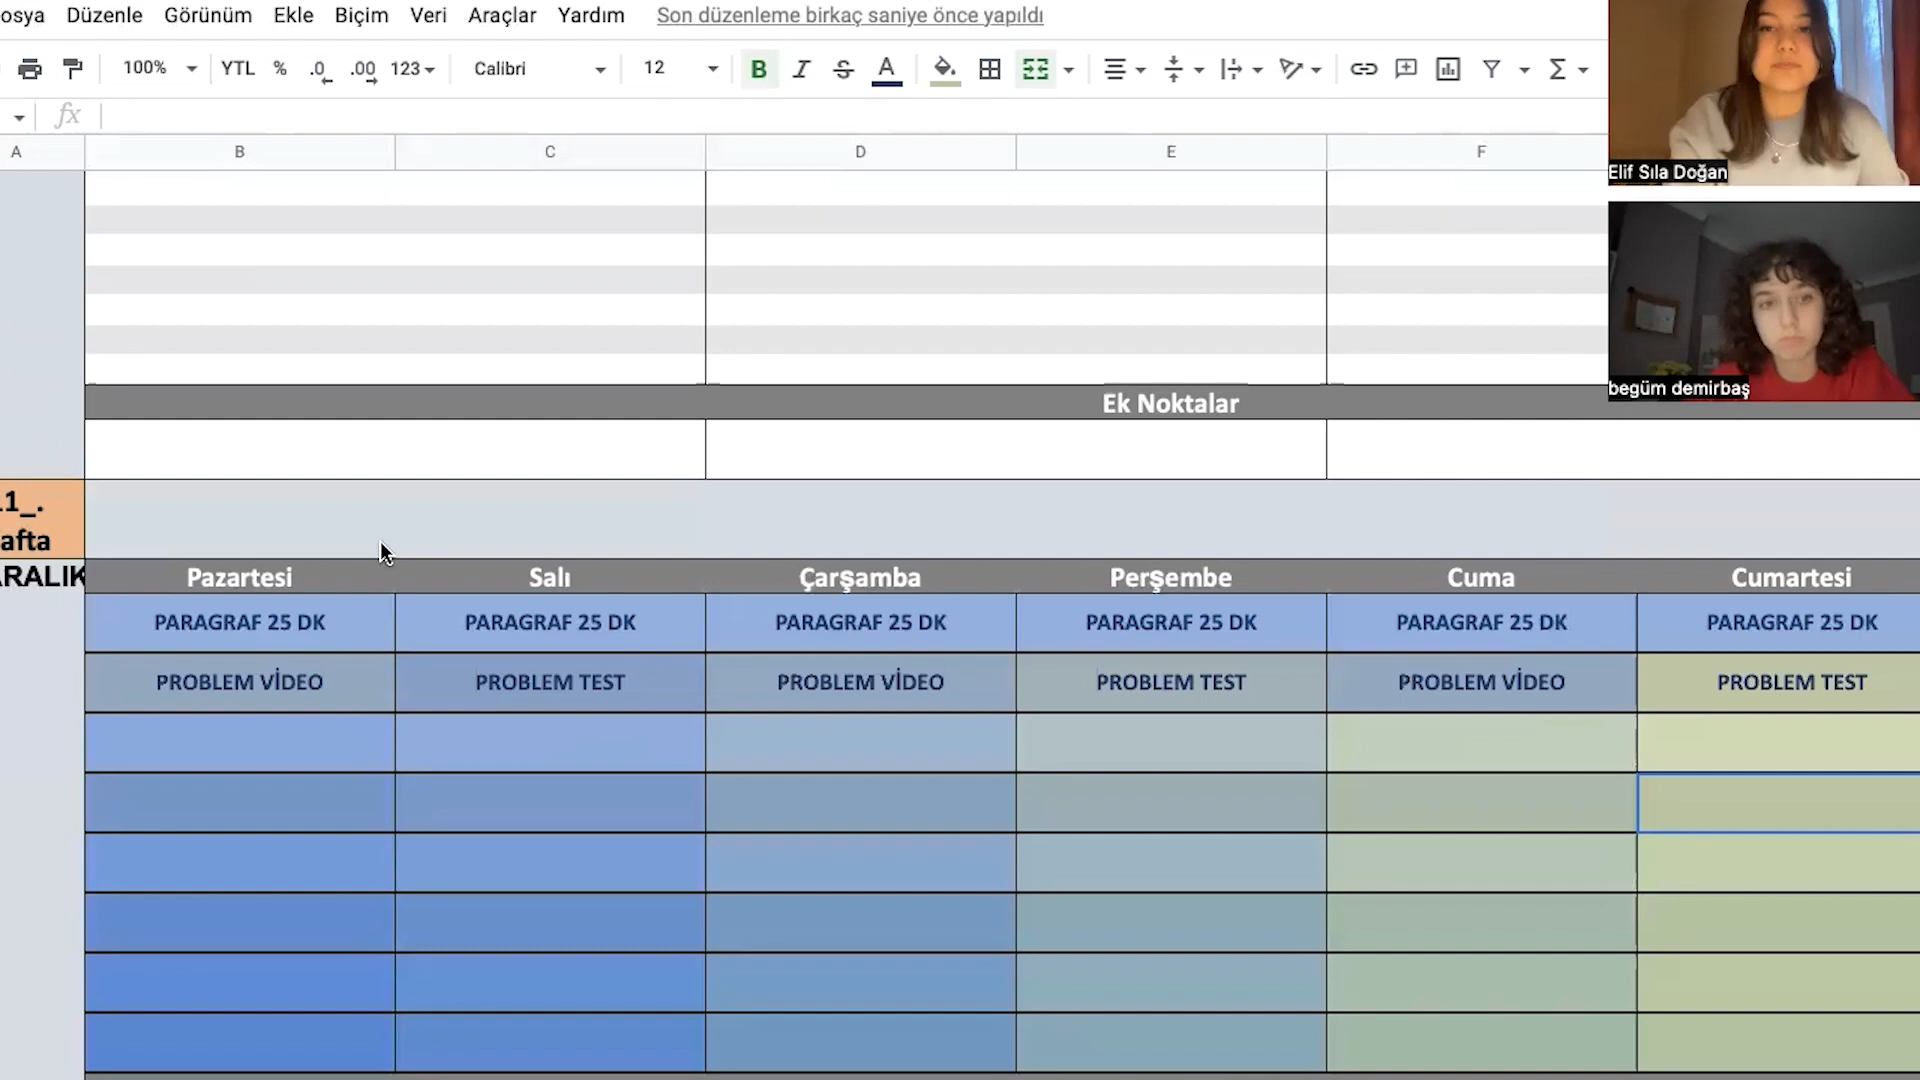 osya Düzenle Görünüm Ekle Biçim Veri Araçlar Yardım Son düzenleme birkaç saniye önce yapıldı
100% YTL % .0 .00 123 Calibri 12 B I S A Σ
fx
A B C D E F
Elif Sıla Doğan
begüm demirbaş
Ek Noktalar
11_.
afta
ARALIK Pazartesi Salı Çarşamba Perşembe Cuma Cumartesi
PARAGRAF 25 DK PARAGRAF 25 DK PARAGRAF 25 DK PARAGRAF 25 DK PARAGRAF 25 DK PARAGRAF 25 DK
PROBLEM VİDEO PROBLEM TEST PROBLEM VİDEO PROBLEM TEST PROBLEM VİDEO PROBLEM TEST